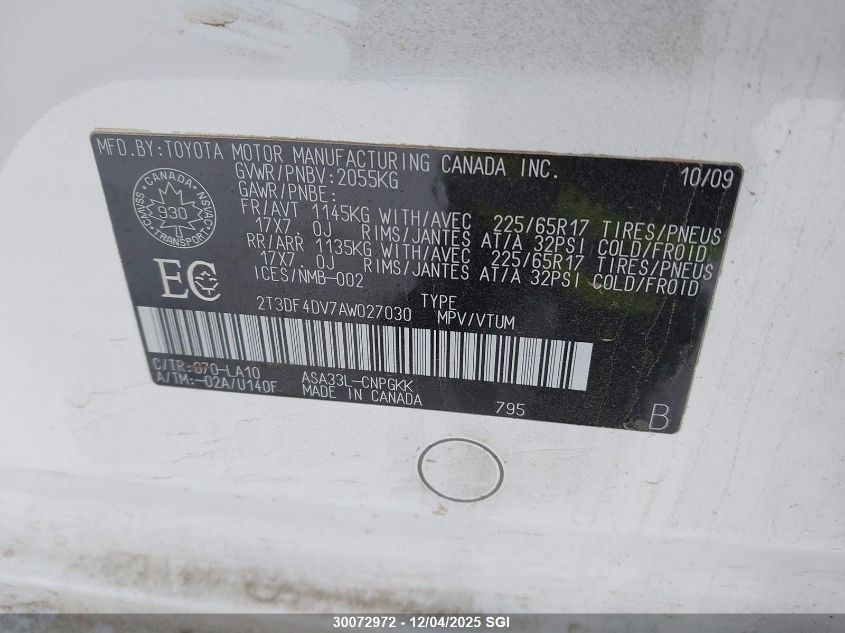 MFD.BY:TOYOTA MOTOR MANUFACTURING CANADA INC. 10/09
GVWR/PNBV:2055KG
GAWR/PNBE:
FR/AVT 1145KG WITH/AVEC 225/65R17 TIRES/PNEUS
17X7.0J RIMS/JANTES AT/A 32PSI COLD/FROID
RR/ARR 1135KG WITH/AVEC 225/65R17 TIRES/PNEUS
17X7.0J RIMS/JANTES AT/A 32PSI COLD/FROID
ICES/NMB-002
CANADA
CMVSS
930
NSVAC
TRANSPORT
EC
2T3DF4DV7AW027030 TYPE
MPV/VTUM
C/TR:070-LA10
A/TM:-02A/U140F
ASA33L-CNPGKK
MADE IN CANADA
795
B
30072972 – 12/04/2025 SGI